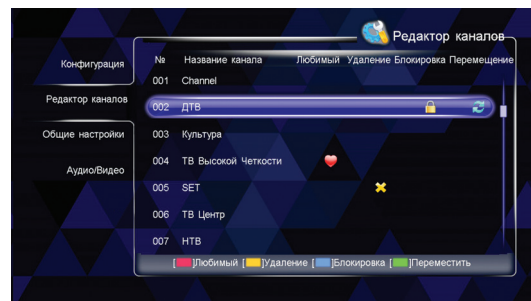 Редактор каналов
Конфигурация
Редактор каналов
Общие настройки
Аудио/Видео
№ Название канала Любимый Удаление Блокировка Перемещение
001 Channel
002 ДТВ
003 Культура
004 ТВ Высокой Четкости
005 SET
006 ТВ Центр
007 НТВ
[ ]Любимый [ ]Удаление [ ]Блокировка [ ]Переместить